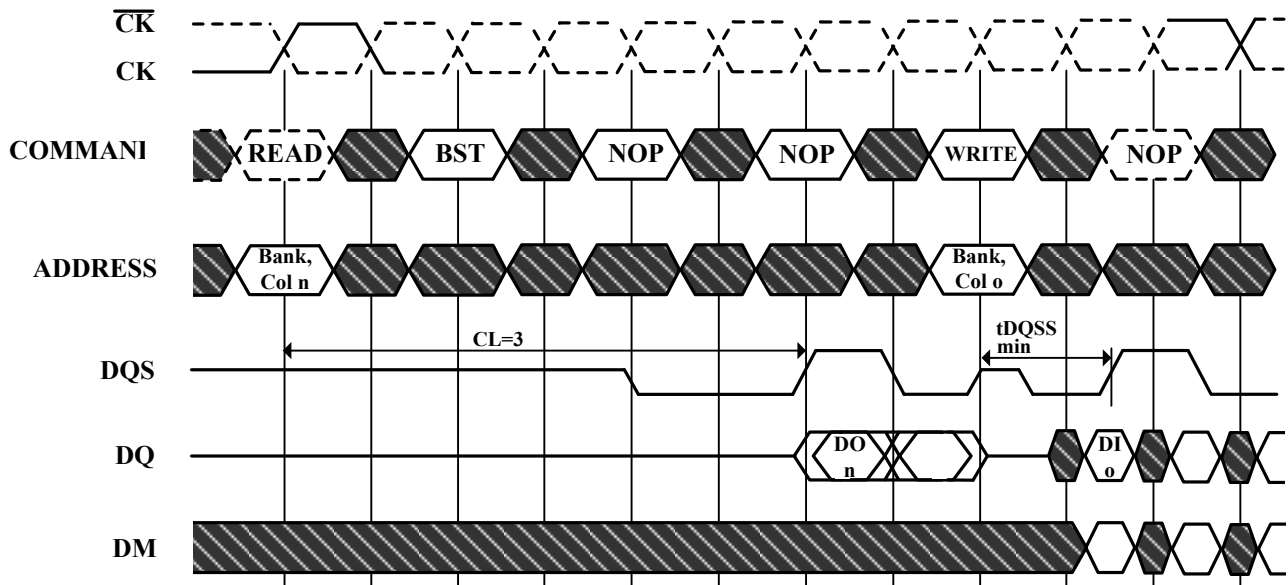 CK
CK
COMMANI
READ
BST
NOP
NOP
WRITE
NOP
ADDRESS
Bank,
Col n
Bank,
Col o
DQS
CL=3
tDQSS
min
DQ
DO
n
DI
o
DM